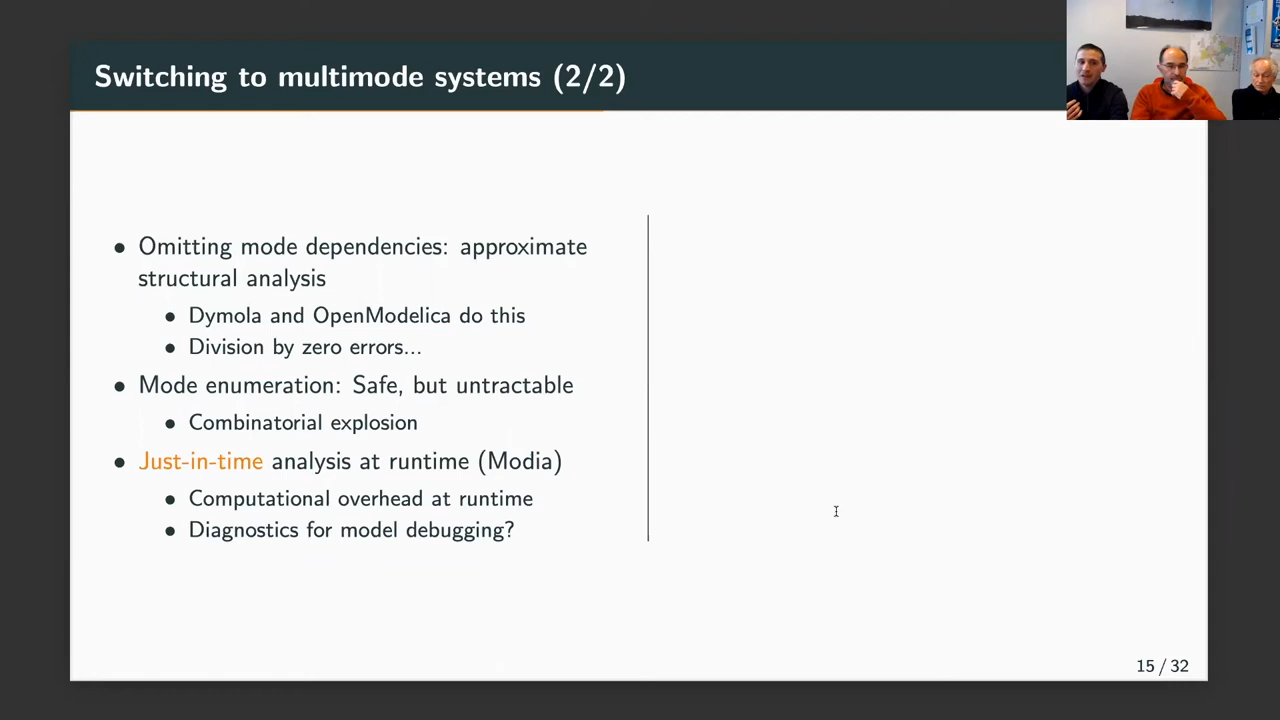 Switching to multimode systems (2/2)
• Omitting mode dependencies: approximate
structural analysis
• Dymola and OpenModelica do this
• Division by zero errors...
• Mode enumeration: Safe, but untractable
• Combinatorial explosion
• Just-in-time analysis at runtime (Modia)
• Computational overhead at runtime
• Diagnostics for model debugging?
15 / 32